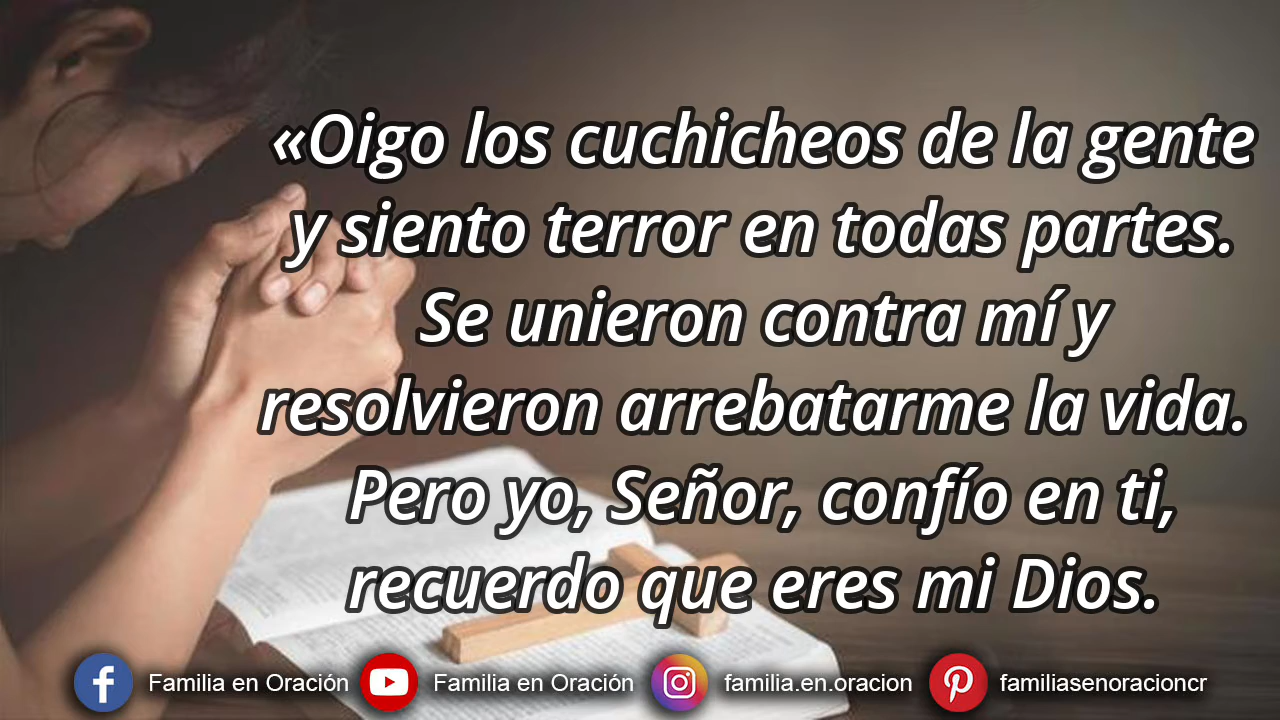 «Oigo los cuchicheos de la gente
y siento terror en todas partes.
Se unieron contra mí y
resolvieron arrebatarme la vida.
Pero yo, Señor, confío en ti,
recuerdo que eres mi Dios.
Familia en Oración Familia en Oración familia.en.oracion familiasenoracioncr